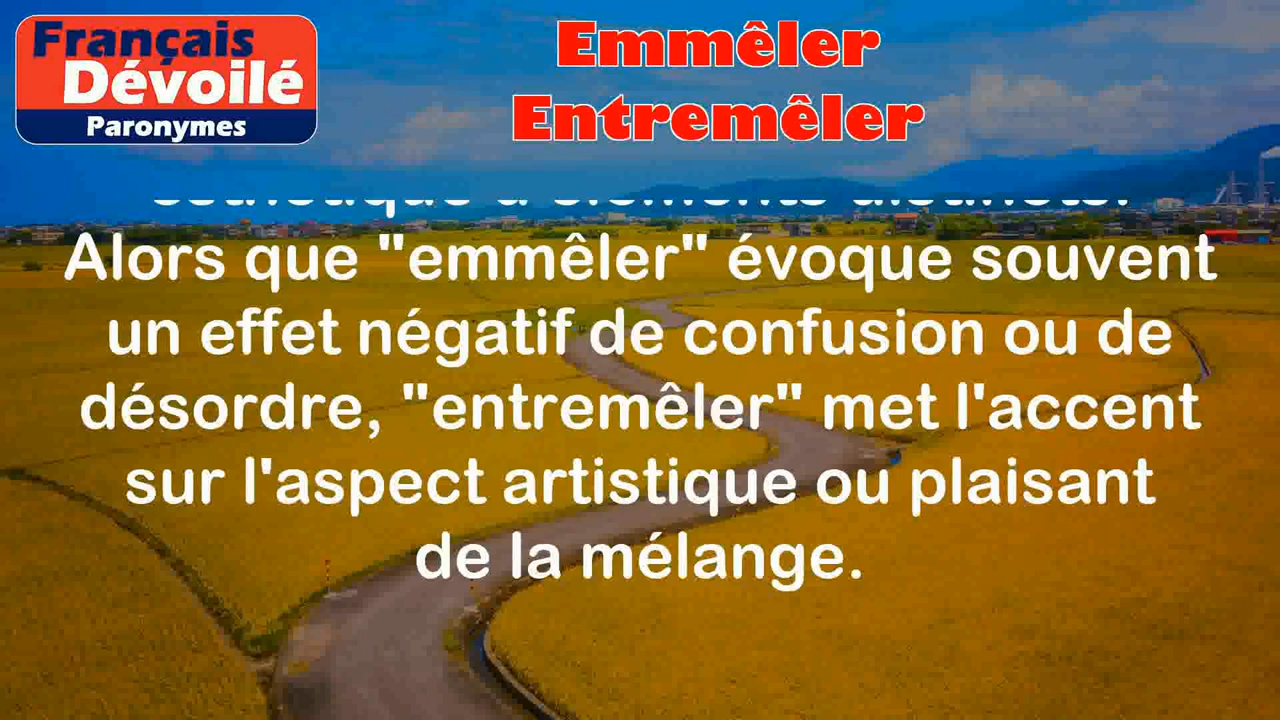 Français
Dévoilé
Paronymes
Emmêler
Entremêler
Alors que "emmêler" évoque souvent
un effet négatif de confusion ou de
désordre, "entremêler" met l'accent
sur l'aspect artistique ou plaisant
de la mélange.